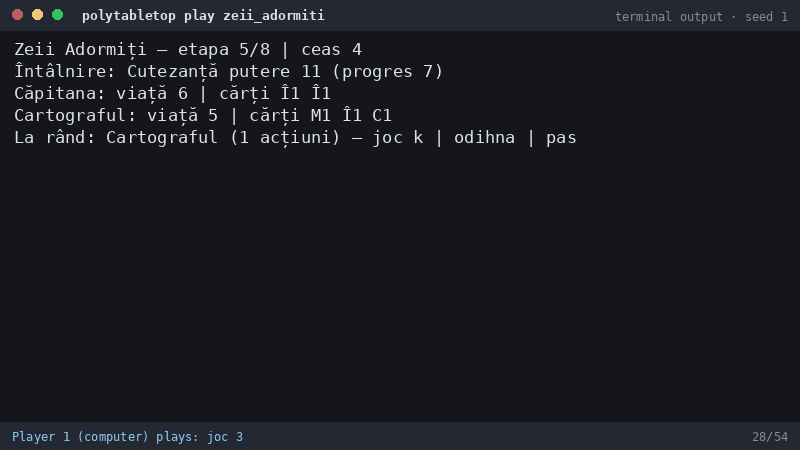 polytabletop play zeii_adormiti
terminal output · seed 1
Zeii Adormiți — etapa 5/8 | ceas 4
Întâlnire: Cutezanță putere 11 (progres 7)
Căpitana: viață 6 | cărți Î1 Î1
Cartograful: viață 5 | cărți M1 Î1 C1
La rând: Cartograful (1 acțiuni) — joc k | odihna | pas
Player 1 (computer) plays: joc 3
28/54